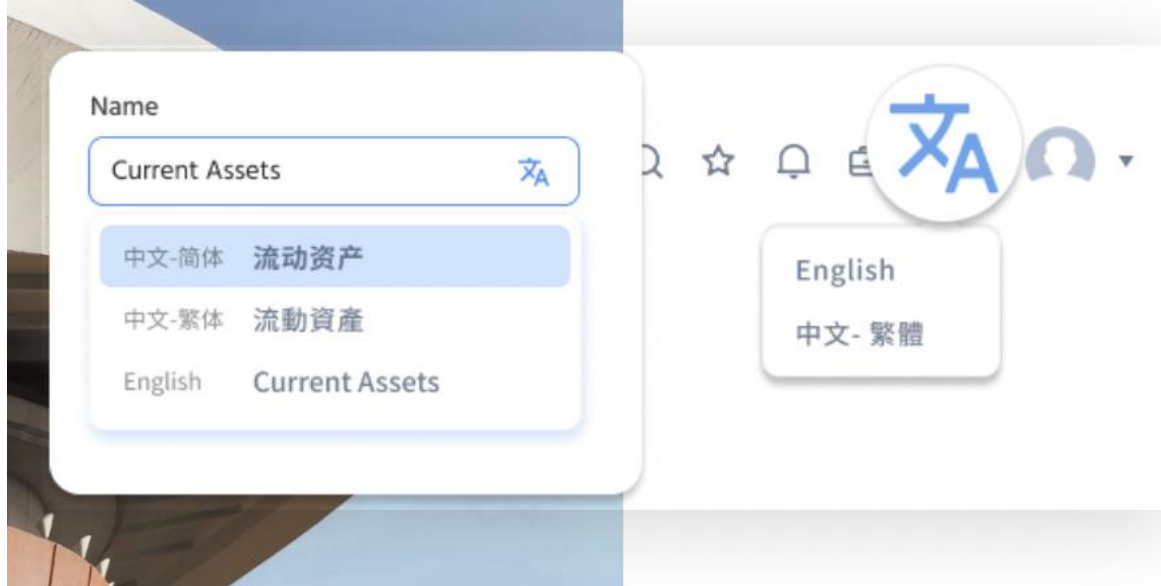 Name
Current Assets
中文-简体 流动资产
中文-繁体 流動資產
English Current Assets
English
中文- 繁體